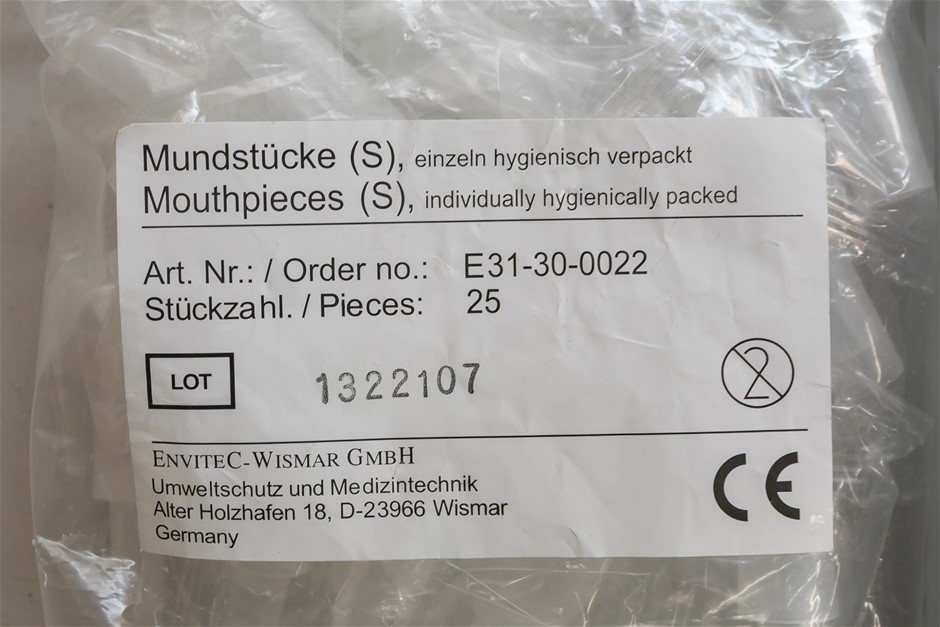 Mundstücke (S), einzeln hygienisch verpackt
Mouthpieces (S), individually hygienically packed
Art. Nr.: / Order no.: E31-30-0022
Stückzahl. / Pieces: 25
LOT 1322107 2
ENVITEC-WISMAR GMBH
Umweltschutz und Medizintechnik
Alter Holzhafen 18, D-23966 Wismar
Germany
CE